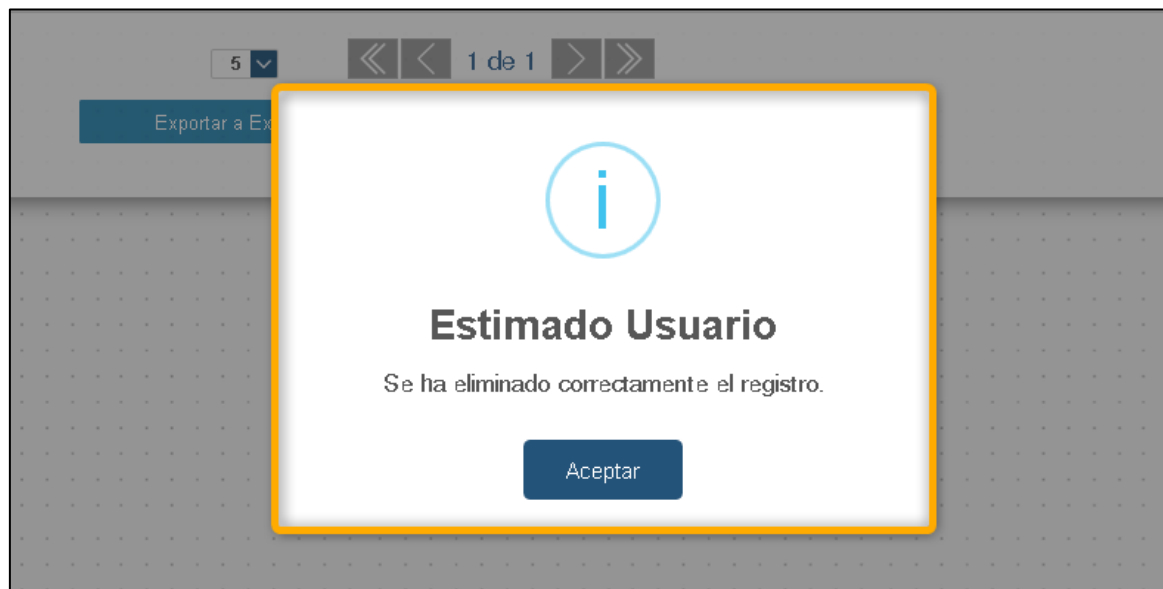 5
1 de 1
Exportar a Ex
i
Estimado Usuario
Se ha eliminado correctamente el registro.
Aceptar